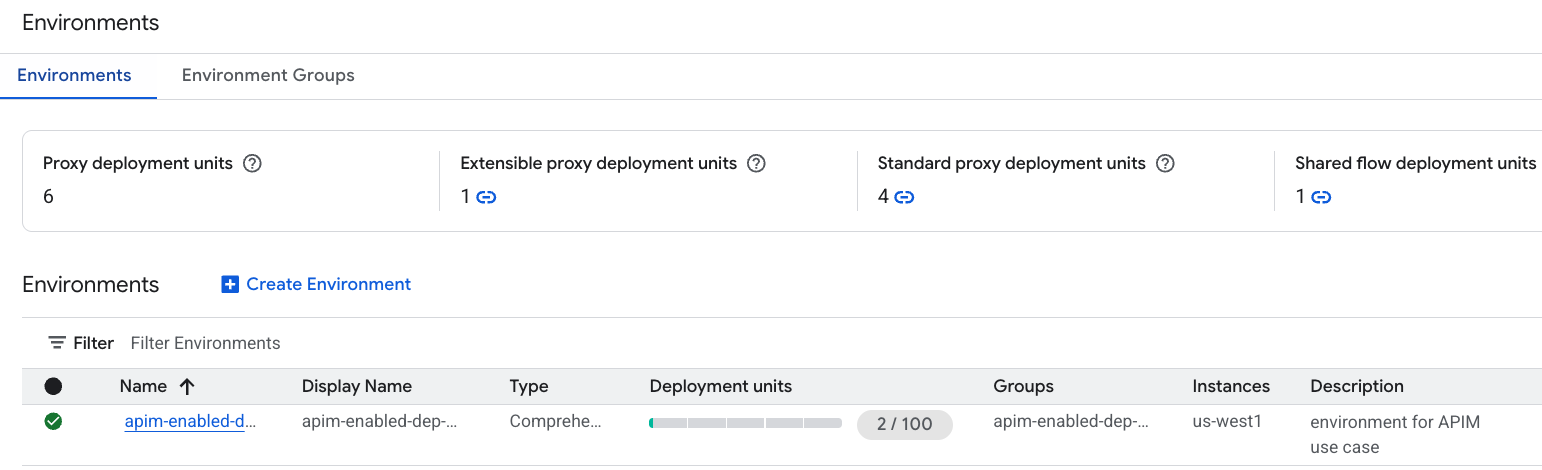 Environments
Environments Environment Groups
Proxy deployment units Extensible proxy deployment units Standard proxy deployment units Shared flow deployment units
6 1 4 1
Environments Create Environment
Filter Filter Environments
Name Display Name Type Deployment units Groups Instances Description
apim-enabled-d... apim-enabled-dep-... Comprehe... 2 / 100 apim-enabled-dep-... us-west1 environment for APIM
use case